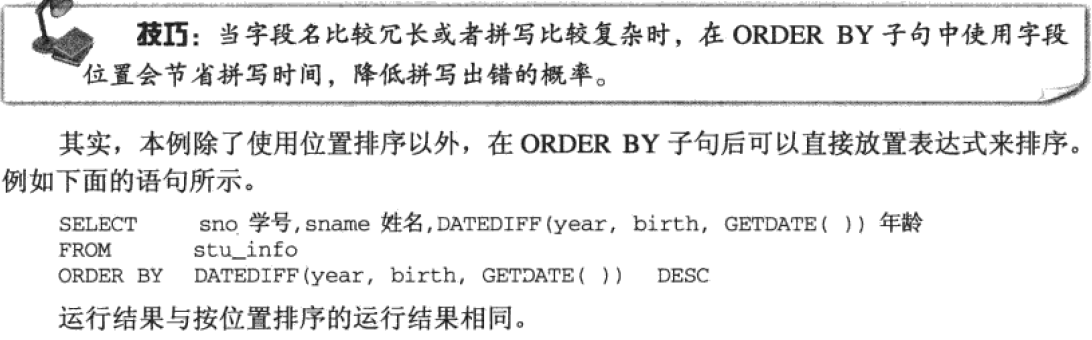 技巧：当字段名比较冗长或者拼写比较复杂时，在 ORDER BY 子句中使用字段
位置会节省拼写时间，降低拼写出错的概率。
其实，本例除了使用位置排序以外，在 ORDER BY 子句后可以直接放置表达式来排序。
例如下面的语句所示。
SELECT sno 学号,sname 姓名,DATEDIFF(year, birth, GETDATE( )) 年龄
FROM stu_info
ORDER BY DATEDIFF(year, birth, GETDATE( )) DESC
运行结果与按位置排序的运行结果相同。